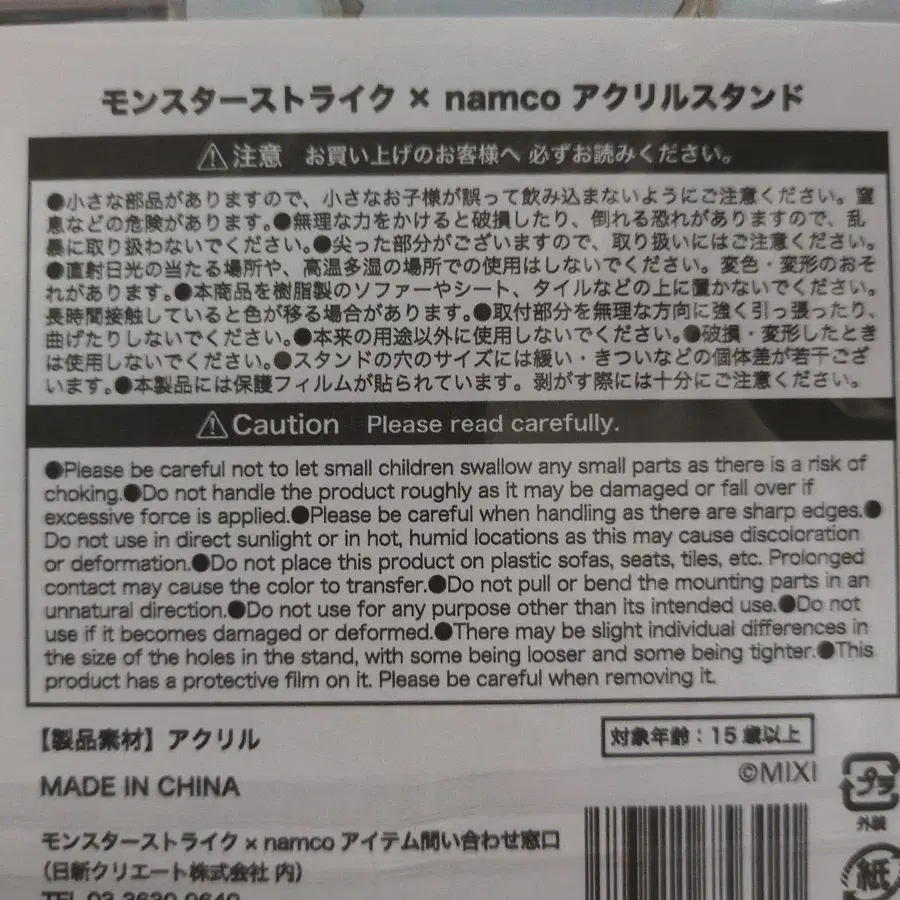 モンスターストライク × namco アクリルスタンド
⚠注意 お買い上げのお客様へ 必ずお読みください。
●小さな部品がありますので、小さなお子様が誤って飲み込まないようにご注意ください。窒
息などの危険があります。●無理な力をかけると破損したり、倒れる恐れがありますので、乱
暴に取り扱わないでください。●尖った部分がございますので、取り扱いにはご注意ください。
●直射日光の当たる場所や、高温多湿の場所での使用はしないでください。変色・変形のおそ
れがあります。●本商品を樹脂製のソファーやシート、タイルなどの上に置かないでください。
長時間接触していると色が移る場合があります。●取付部分を無理な方向に強く引っ張ったり、
曲げたりしないでください。●本来の用途以外に使用しないでください。●破損・変形したとき
は使用しないでください。●スタンドの穴のサイズには緩い・きついなどの個体差が若干ござ
います。●本製品には保護フィルムが貼られています。剥がす際には十分にご注意ください。
⚠Caution Please read carefully.
●Please be careful not to let small children swallow any small parts as there is a risk of
choking.●Do not handle the product roughly as it may be damaged or fall over if
excessive force is applied.●Please be careful when handling as there are sharp edges.●
Do not use in direct sunlight or in hot, humid locations as this may cause discoloration
or deformation.●Do not place this product on plastic sofas, seats, tiles, etc. Prolonged
contact may cause the color to transfer.●Do not pull or bend the mounting parts in an
unnatural direction.●Do not use for any purpose other than its intended use.●Do not
use if it becomes damaged or deformed.●There may be slight individual differences in
the size of the holes in the stand, with some being looser and some being tighter.●This
product has a protective film on it. Please be careful when removing it.
【製品素材】アクリル
対象年齢：15歳以上
©MIXI
MADE IN CHINA
プラ
外装
紙
モンスターストライク × namco アイテム問い合わせ窓口
（日新クリエート株式会社 内）
TEL 03-3630-9640